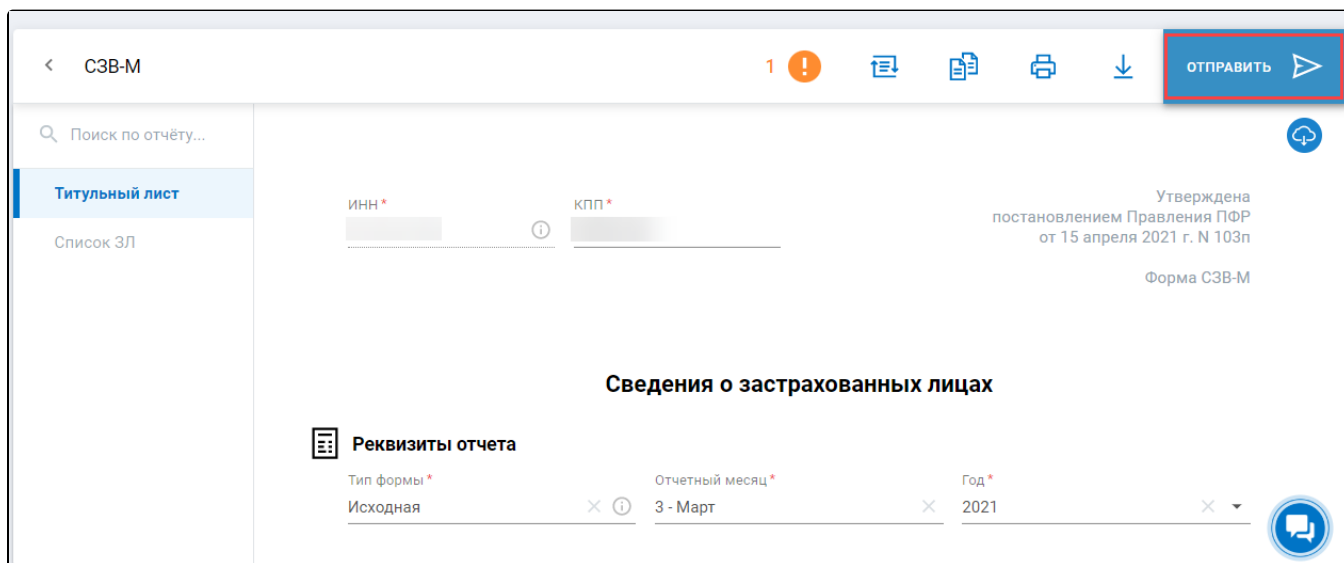 СЗВ-М
1
ОТПРАВИТЬ
Поиск по отчёту...
Титульный лист
Список ЗЛ
ИНН *
КПП *
Утверждена
постановлением Правления ПФР
от 15 апреля 2021 г. N 103п
Форма СЗВ-М
Сведения о застрахованных лицах
Реквизиты отчета
Тип формы *
Отчетный месяц *
Год *
Исходная
3 - Март
2021